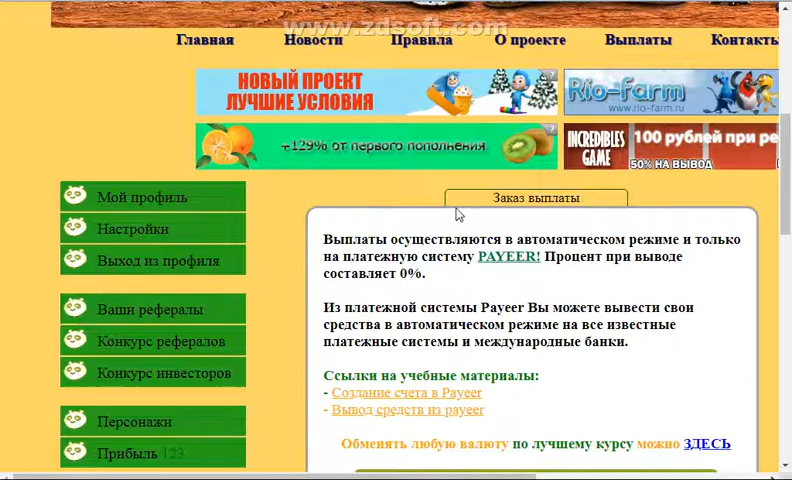 www.zdsoft.com
Главная Новости Правила О проекте Выплаты Контакты
НОВЫЙ ПРОЕКТ
ЛУЧШИЕ УСЛОВИЯ
Rio-farm
www.rio-farm.ru
+129% от первого пополнения
INCREDIBLES
GAME
100 рублей при ре
50% НА ВЫВОД
Мой профиль
Настройки
Выход из профиля
Ваши рефералы
Конкурс рефералов
Конкурс инвесторов
Персонажи
Прибыль 123
Заказ выплаты
Выплаты осуществляются в автоматическом режиме и только
на платежную систему PAYEER! Процент при выводе
составляет 0%.
Из платежной системы Payeer Вы можете вывести свои
средства в автоматическом режиме на все известные
платежные системы и международные банки.
Ссылки на учебные материалы:
- Создание счета в Payeer
- Вывод средств из payeer
Обменять любую валюту по лучшему курсу можно ЗДЕСЬ